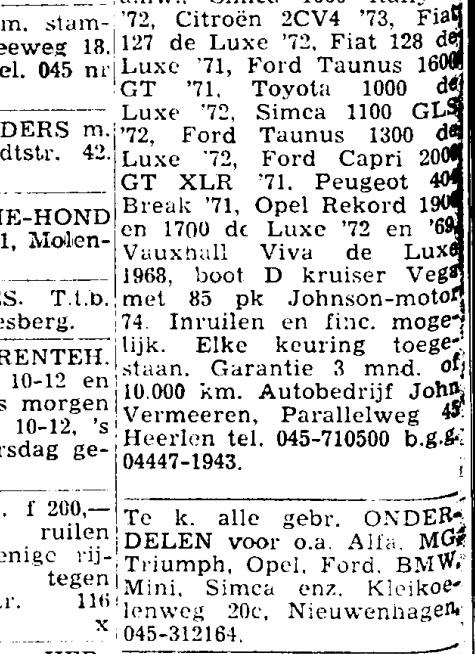 m. stam-
eeweg 18.
el. 045 nr
DERS m.
dtstr. 42.
IE-HOND
1, Molen-
S. T.t.b.
esberg.
RENTEH.
10-12 en
s morgen
10-12, 's
rsdag ge-
. f 200,—
ruilen
enige rij-
tegen
r. 116
x
'72, Citroën 2CV4 '73, Fiat
127 de Luxe '72, Fiat 128 de
Luxe '71, Ford Taunus 1600
GT '71, Toyota 1000 de
Luxe '72, Simca 1100 GLS
'72, Ford Taunus 1300 de
Luxe '72, Ford Capri 2000
GT XLR '71, Peugeot 404
Break '71, Opel Rekord 1900
en 1700 de Luxe '72 en '69,
Vauxhall Viva de Luxe
1968, boot D kruiser Vega
met 85 pk Johnson-motor
74. Inruilen en finc. moge-
lijk. Elke keuring toege-
staan. Garantie 3 mnd. of
10.000 km. Autobedrijf John
Vermeeren, Parallelweg 45
Heerlen tel. 045-710500 b.g.g.
04447-1943.
Te k. alle gebr. ONDER-
DELEN voor o.a. Alfa, MG
Triumph, Opel, Ford, BMW,
Mini, Simca enz. Kleikoe-
lenweg 20c, Nieuwenhagen,
045-312164.